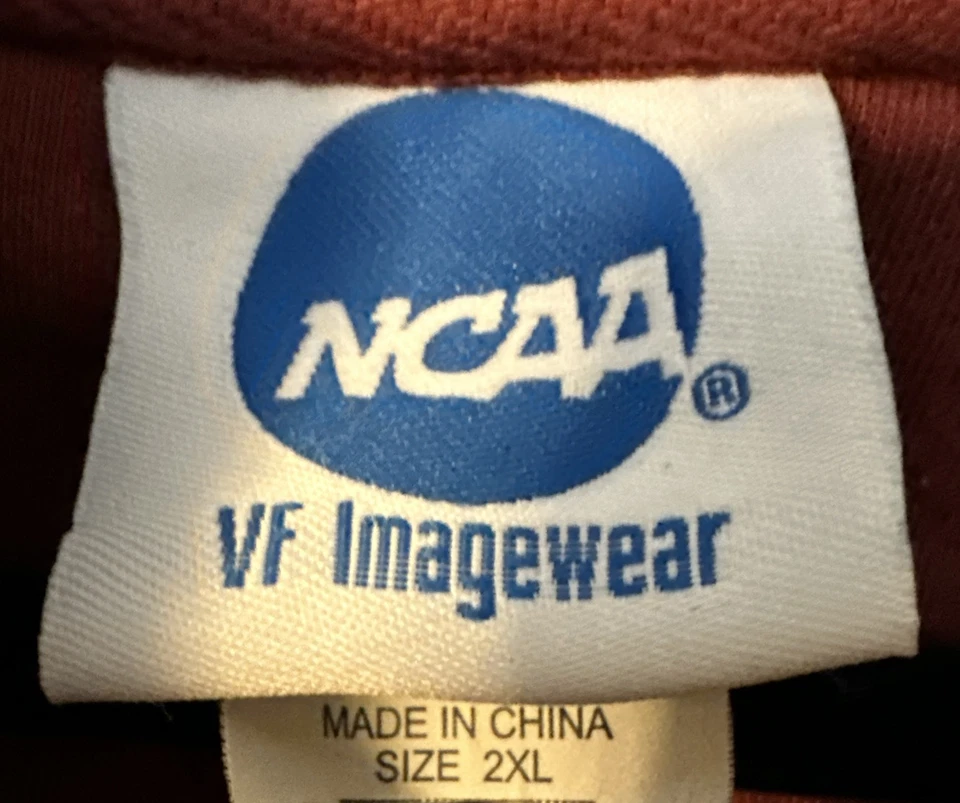 NCAA®
VF Imagewear
MADE IN CHINA
SIZE 2XL